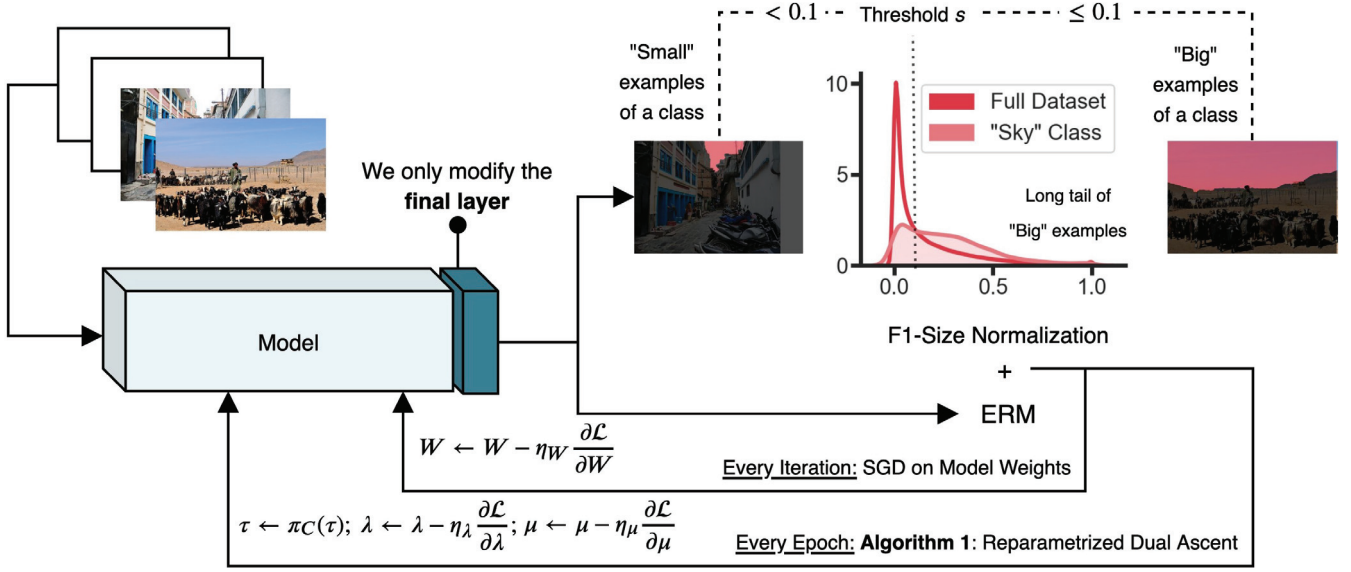 < 0.1
Threshold s
≤ 0.1
"Small"
examples
of a class
"Big"
examples
of a class
10
5
0
Full Dataset
"Sky" Class
Long tail of
"Big" examples
0.0
0.5
1.0
We only modify the
final layer
Model
F1-Size Normalization
+
ERM
W ← W − η_W ∂ℒ/∂W
Every Iteration: SGD on Model Weights
τ ← π_C(τ); λ ← λ − η_λ ∂ℒ/∂λ; μ ← μ − η_μ ∂ℒ/∂μ
Every Epoch: Algorithm 1: Reparametrized Dual Ascent